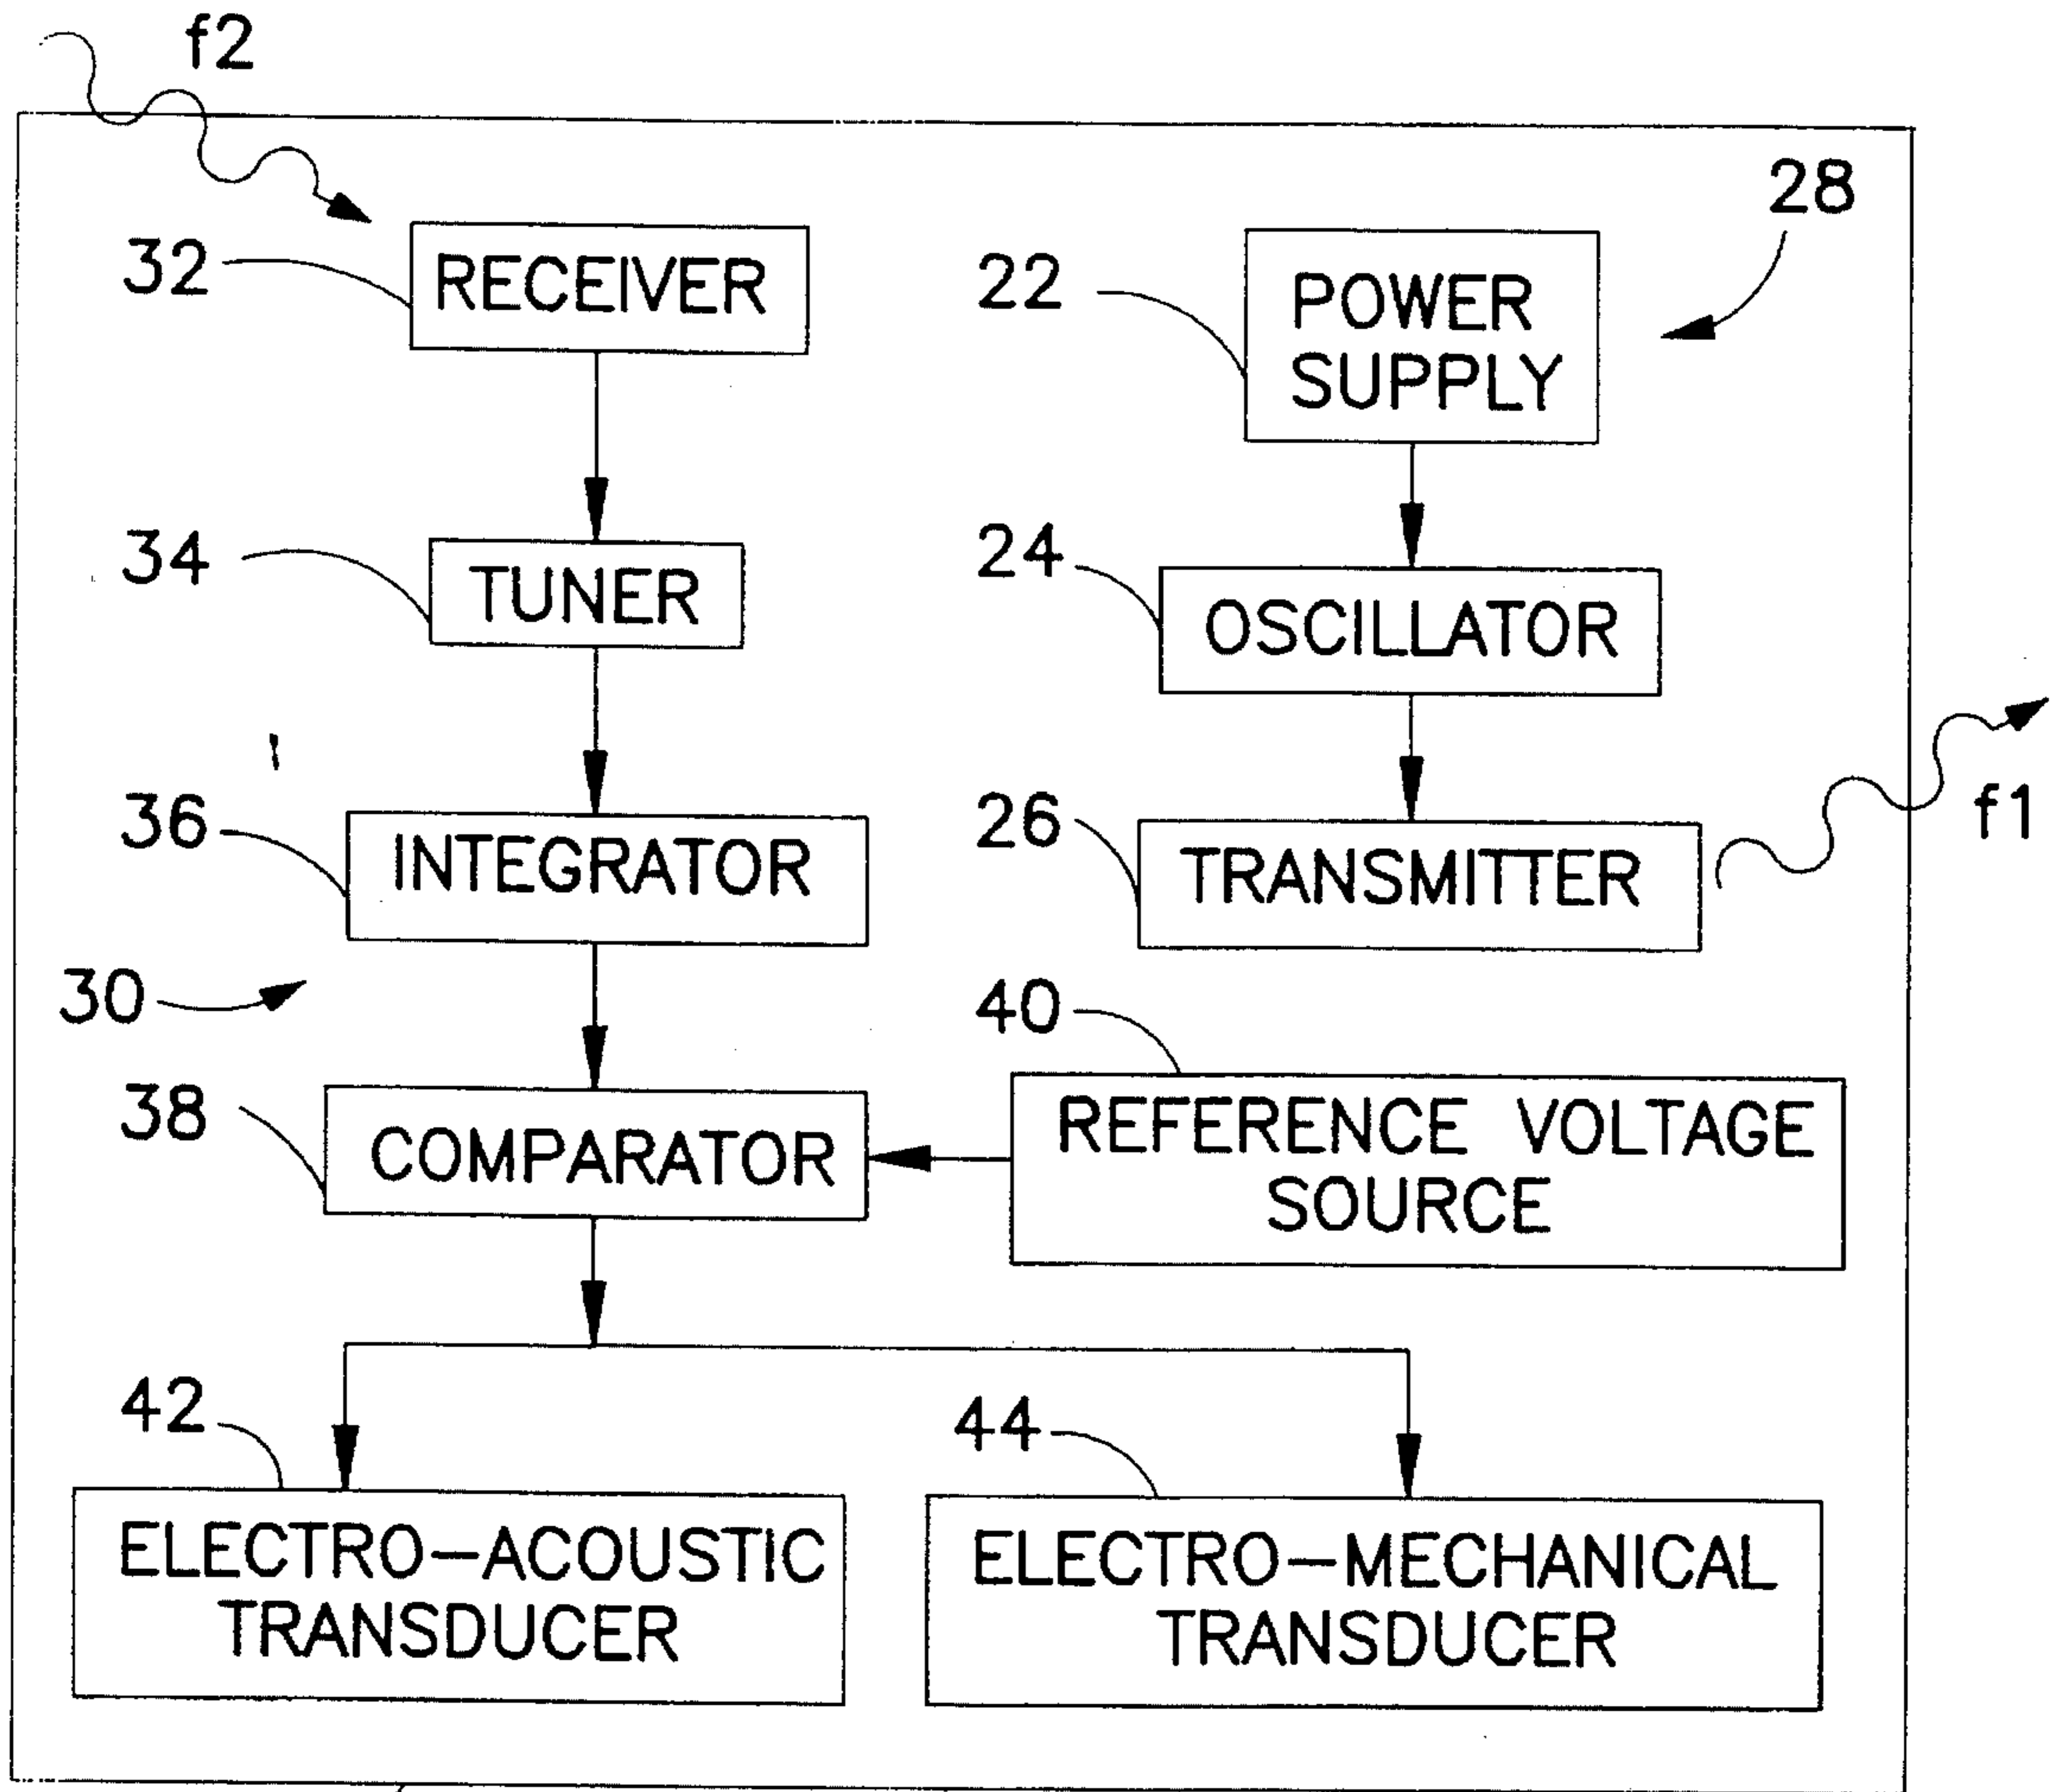 f2
28
32
RECEIVER
22
POWER
SUPPLY
34
TUNER
24
OSCILLATOR
36
INTEGRATOR
26
TRANSMITTER
f1
30
40
38
COMPARATOR
REFERENCE VOLTAGE
SOURCE
42
44
ELECTRO-ACOUSTIC
TRANSDUCER
ELECTRO-MECHANICAL
TRANSDUCER